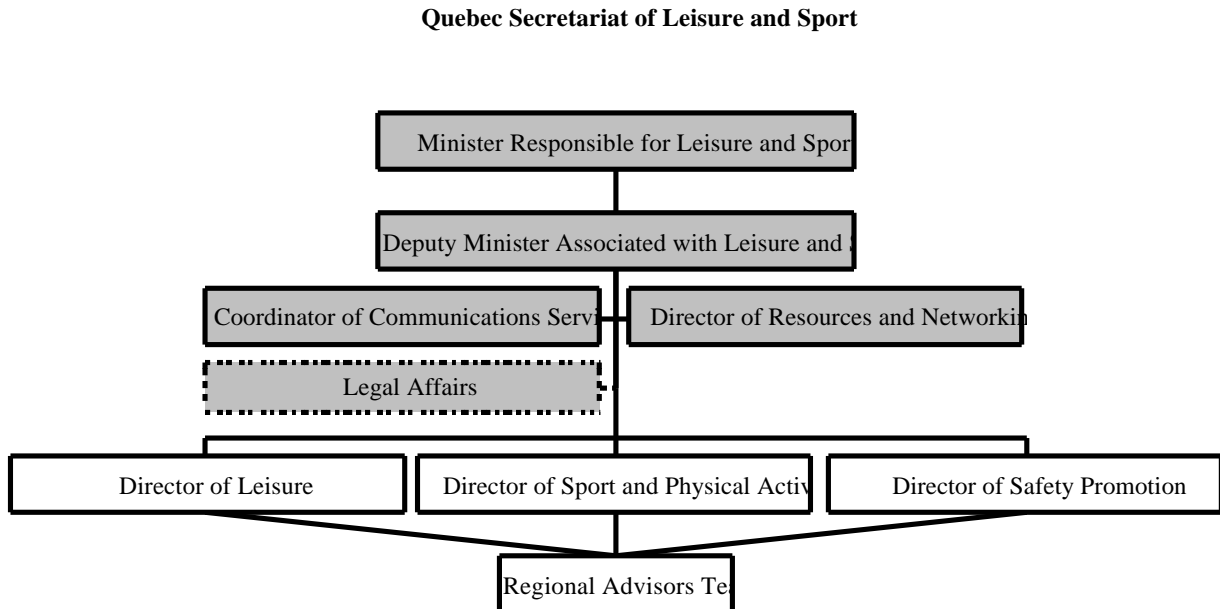 Quebec Secretariat of Leisure and Sport
Minister Responsible for Leisure and Spor
Deputy Minister Associated with Leisure and S
Coordinator of Communications Servi
Director of Resources and Networkin
Legal Affairs
Director of Leisure
Director of Sport and Physical Activ
Director of Safety Promotion
Regional Advisors Tea